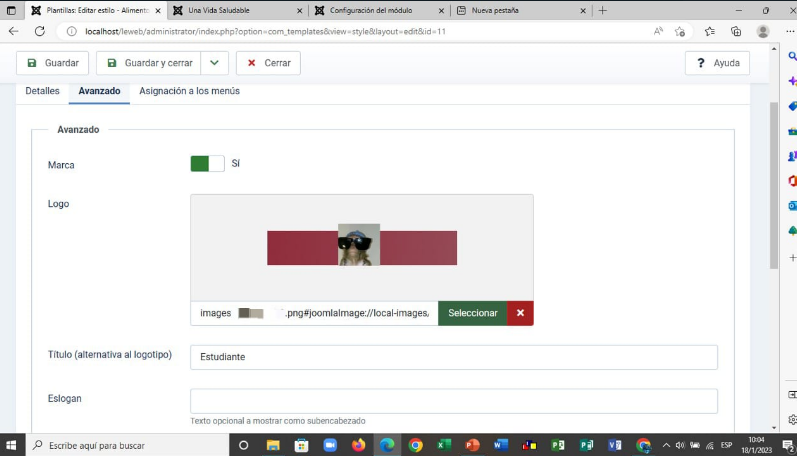 Plantillas: Editar estilo - Alimento
Una Vida Saludable
Configuración del módulo
Nueva pestaña
localhost/leweb/administrator/index.php?option=com_templates&view=style&layout=edit&id=11
Guardar
Guardar y cerrar
Cerrar
? Ayuda
Detalles
Avanzado
Asignación a los menús
Avanzado
Marca
Sí
Logo
images .png#joomlaImage://local-images/
Seleccionar
Título (alternativa al logotipo)
Estudiante
Eslogan
Texto opcional a mostrar como subencabezado
Escribe aquí para buscar
ESP
10:04
18/1/2023